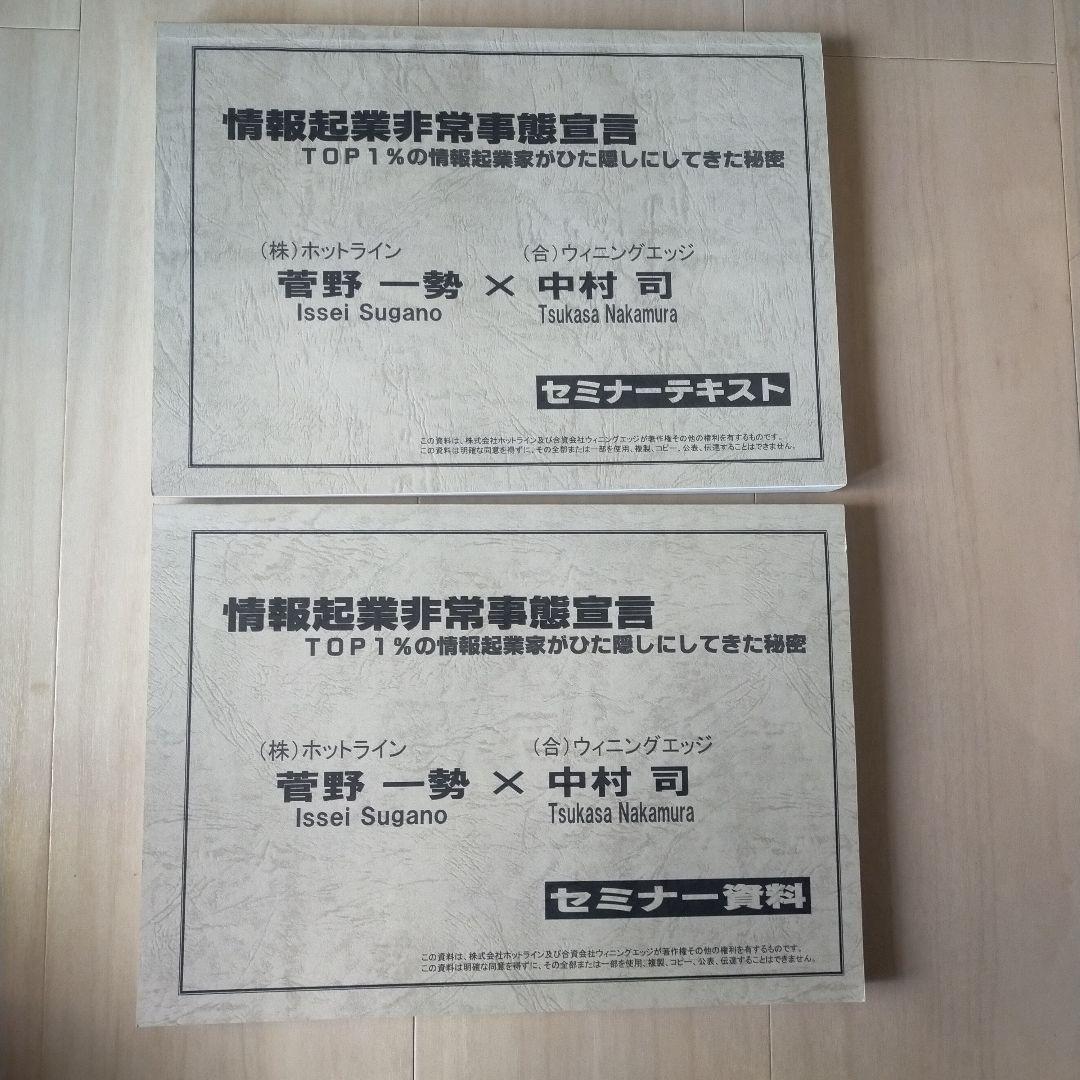 情報起業非常事態宣言
TOP1%の情報起業家がひた隠しにしてきた秘密
(株)ホットライン (合)ウィニングエッジ
菅野 一勢 × 中村 司
Issei Sugano Tsukasa Nakamura
セミナーテキスト
この資料は、株式会社ホットライン及び合資会社ウィニングエッジが著作権その他の権利を有するものです。
この資料は明確な同意を得ずに、その全部または一部を使用、複製、コピー、公表、伝達することはできません。
情報起業非常事態宣言
TOP1%の情報起業家がひた隠しにしてきた秘密
(株)ホットライン (合)ウィニングエッジ
菅野 一勢 × 中村 司
Issei Sugano Tsukasa Nakamura
セミナー資料
この資料は、株式会社ホットライン及び合資会社ウィニングエッジが著作権その他の権利を有するものです。
この資料は明確な同意を得ずに、その全部または一部を使用、複製、コピー、公表、伝達することはできません。